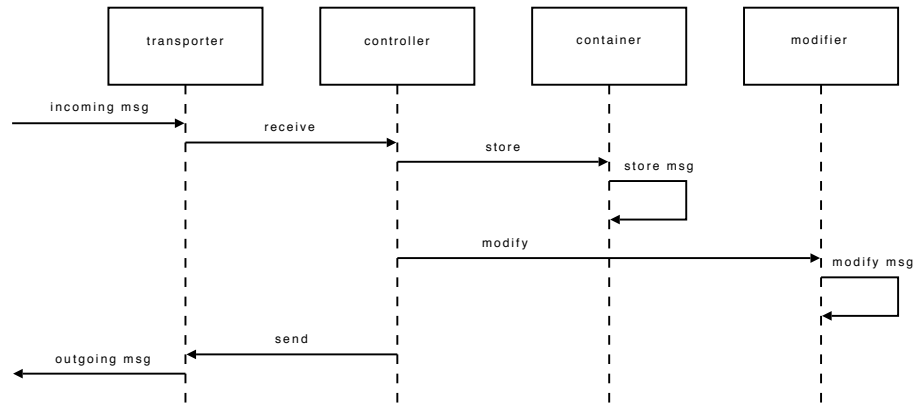 transporter
controller
container
modifier
incoming msg
receive
store
store msg
modify
modify msg
send
outgoing msg